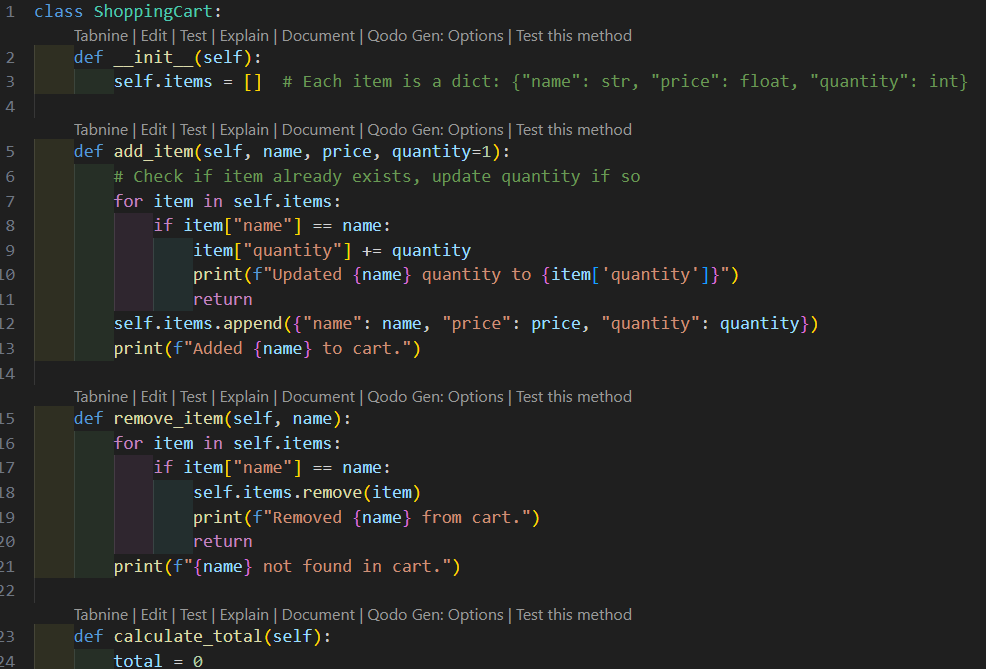 1 class ShoppingCart:
Tabnine | Edit | Test | Explain | Document | Qodo Gen: Options | Test this method
2 def __init__(self):
3 self.items = []  # Each item is a dict: {"name": str, "price": float, "quantity": int}
4
Tabnine | Edit | Test | Explain | Document | Qodo Gen: Options | Test this method
5 def add_item(self, name, price, quantity=1):
6 # Check if item already exists, update quantity if so
7 for item in self.items:
8 if item["name"] == name:
9 item["quantity"] += quantity
10 print(f"Updated {name} quantity to {item['quantity']}")
11 return
12 self.items.append({"name": name, "price": price, "quantity": quantity})
13 print(f"Added {name} to cart.")
14
Tabnine | Edit | Test | Explain | Document | Qodo Gen: Options | Test this method
15 def remove_item(self, name):
16 for item in self.items:
17 if item["name"] == name:
18 self.items.remove(item)
19 print(f"Removed {name} from cart.")
20 return
21 print(f"{name} not found in cart.")
22
Tabnine | Edit | Test | Explain | Document | Qodo Gen: Options | Test this method
23 def calculate_total(self):
24 total = 0